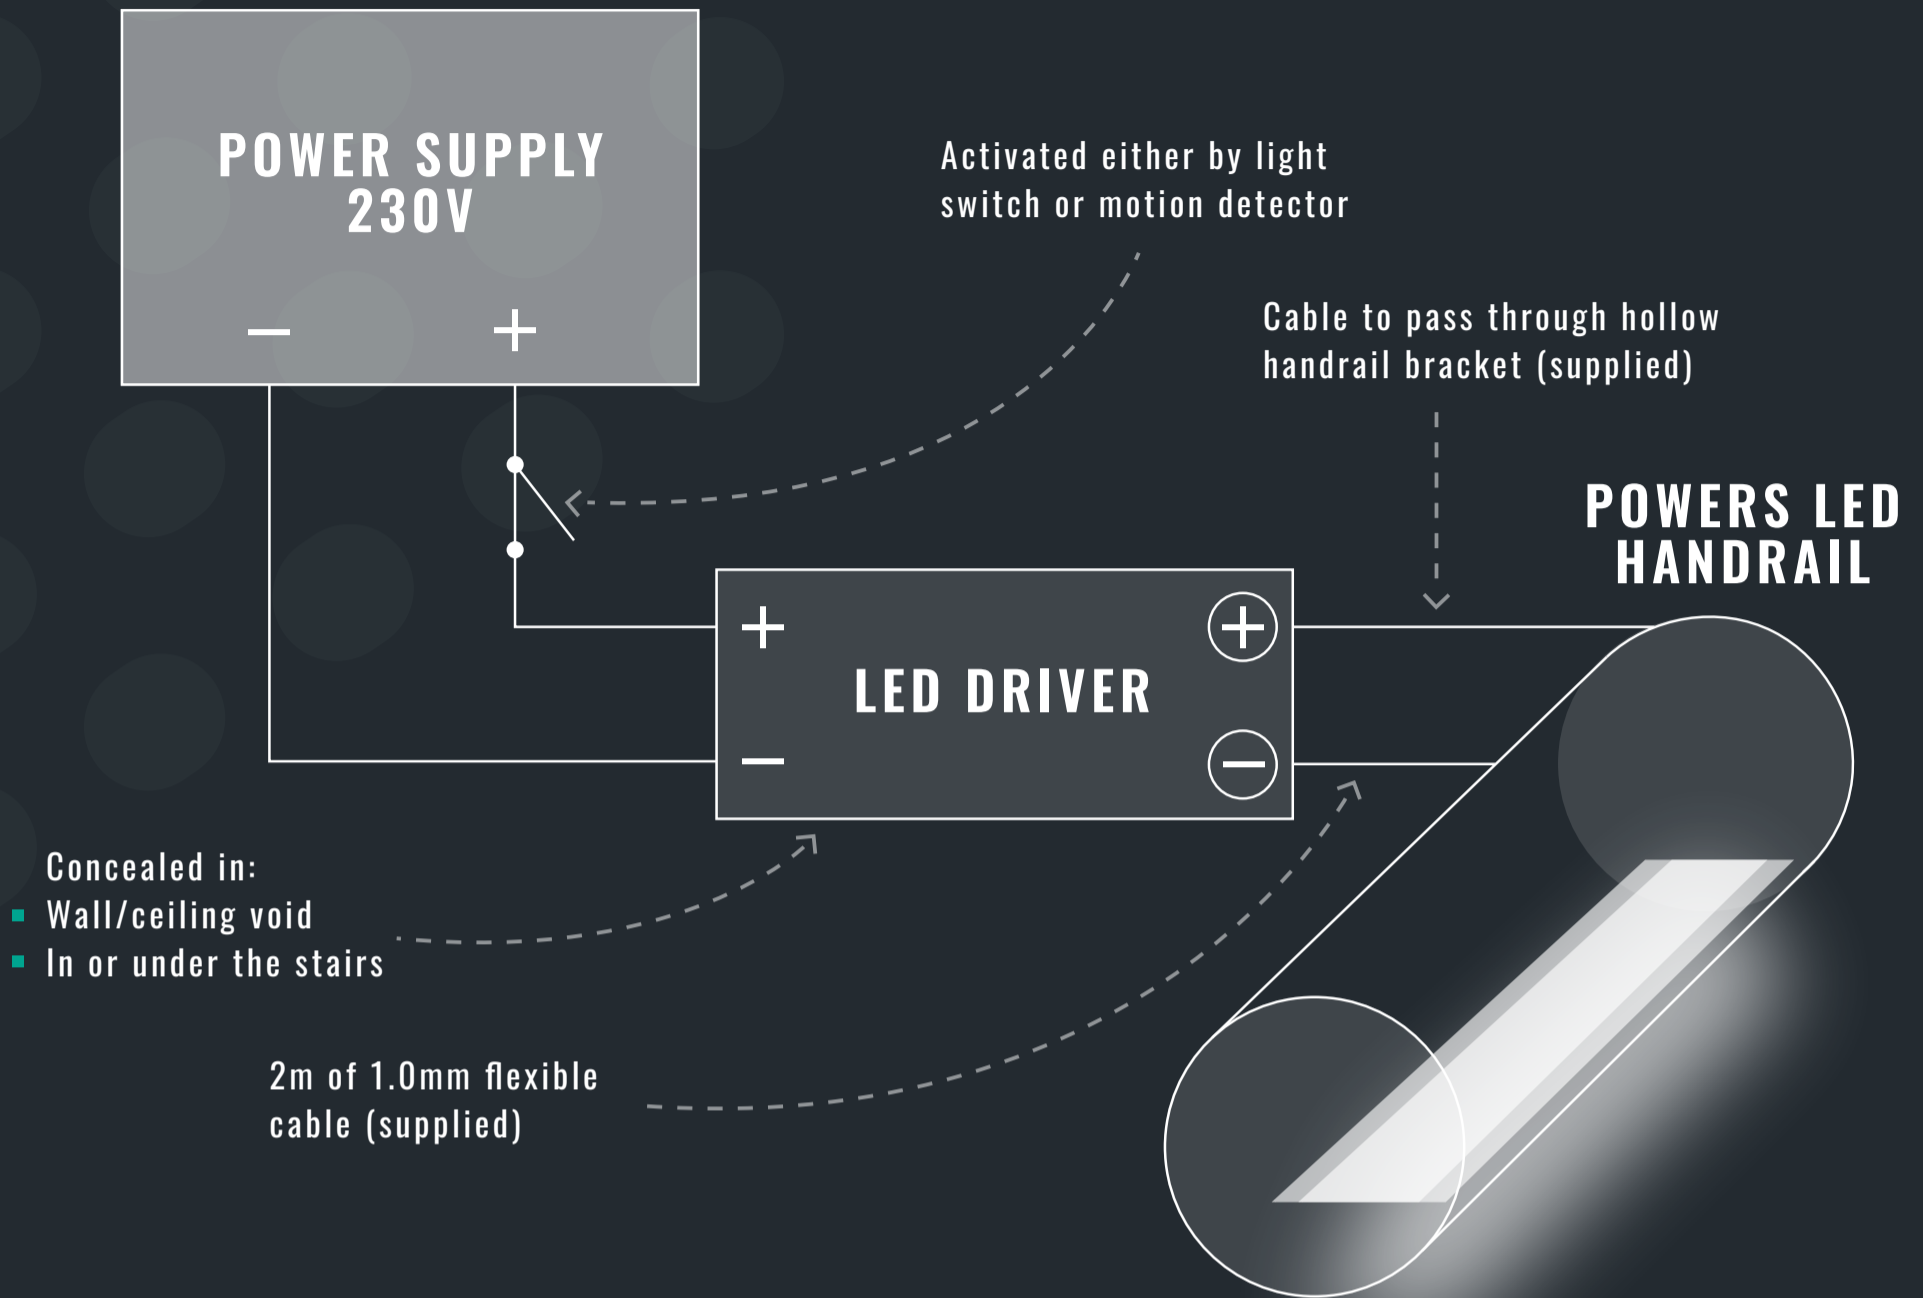 POWER SUPPLY
230V
− +
Activated either by light
switch or motion detector
Cable to pass through hollow
handrail bracket (supplied)
POWERS LED
HANDRAIL
+ +
LED DRIVER
− −
Concealed in:
Wall/ceiling void
In or under the stairs
2m of 1.0mm flexible
cable (supplied)